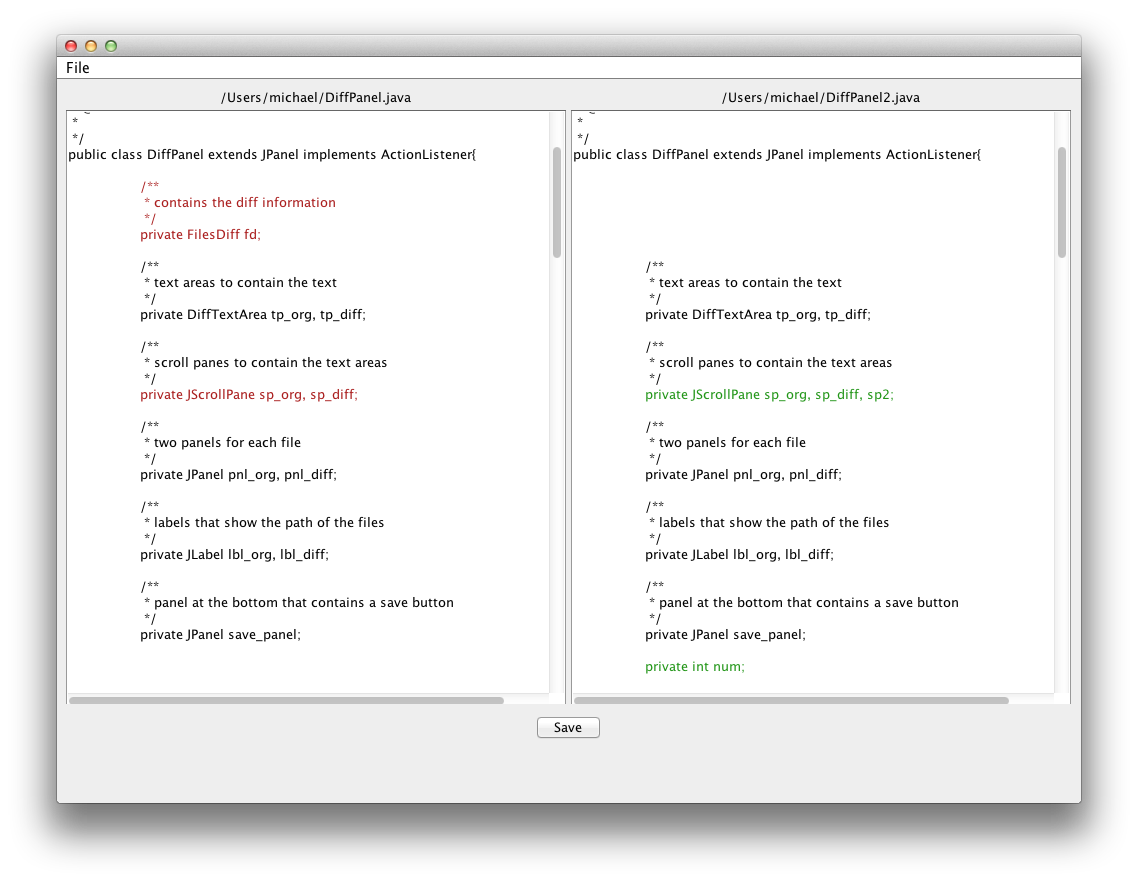 File
/Users/michael/DiffPanel.java
*
*/
public class DiffPanel extends JPanel implements ActionListener{
/**
* contains the diff information
*/
private FilesDiff fd;
/**
* text areas to contain the text
*/
private DiffTextArea tp_org, tp_diff;
/**
* scroll panes to contain the text areas
*/
private JScrollPane sp_org, sp_diff;
/**
* two panels for each file
*/
private JPanel pnl_org, pnl_diff;
/**
* labels that show the path of the files
*/
private JLabel lbl_org, lbl_diff;
/**
* panel at the bottom that contains a save button
*/
private JPanel save_panel;
/Users/michael/DiffPanel2.java
*
*/
public class DiffPanel extends JPanel implements ActionListener{
/**
* text areas to contain the text
*/
private DiffTextArea tp_org, tp_diff;
/**
* scroll panes to contain the text areas
*/
private JScrollPane sp_org, sp_diff, sp2;
/**
* two panels for each file
*/
private JPanel pnl_org, pnl_diff;
/**
* labels that show the path of the files
*/
private JLabel lbl_org, lbl_diff;
/**
* panel at the bottom that contains a save button
*/
private JPanel save_panel;
private int num;
Save